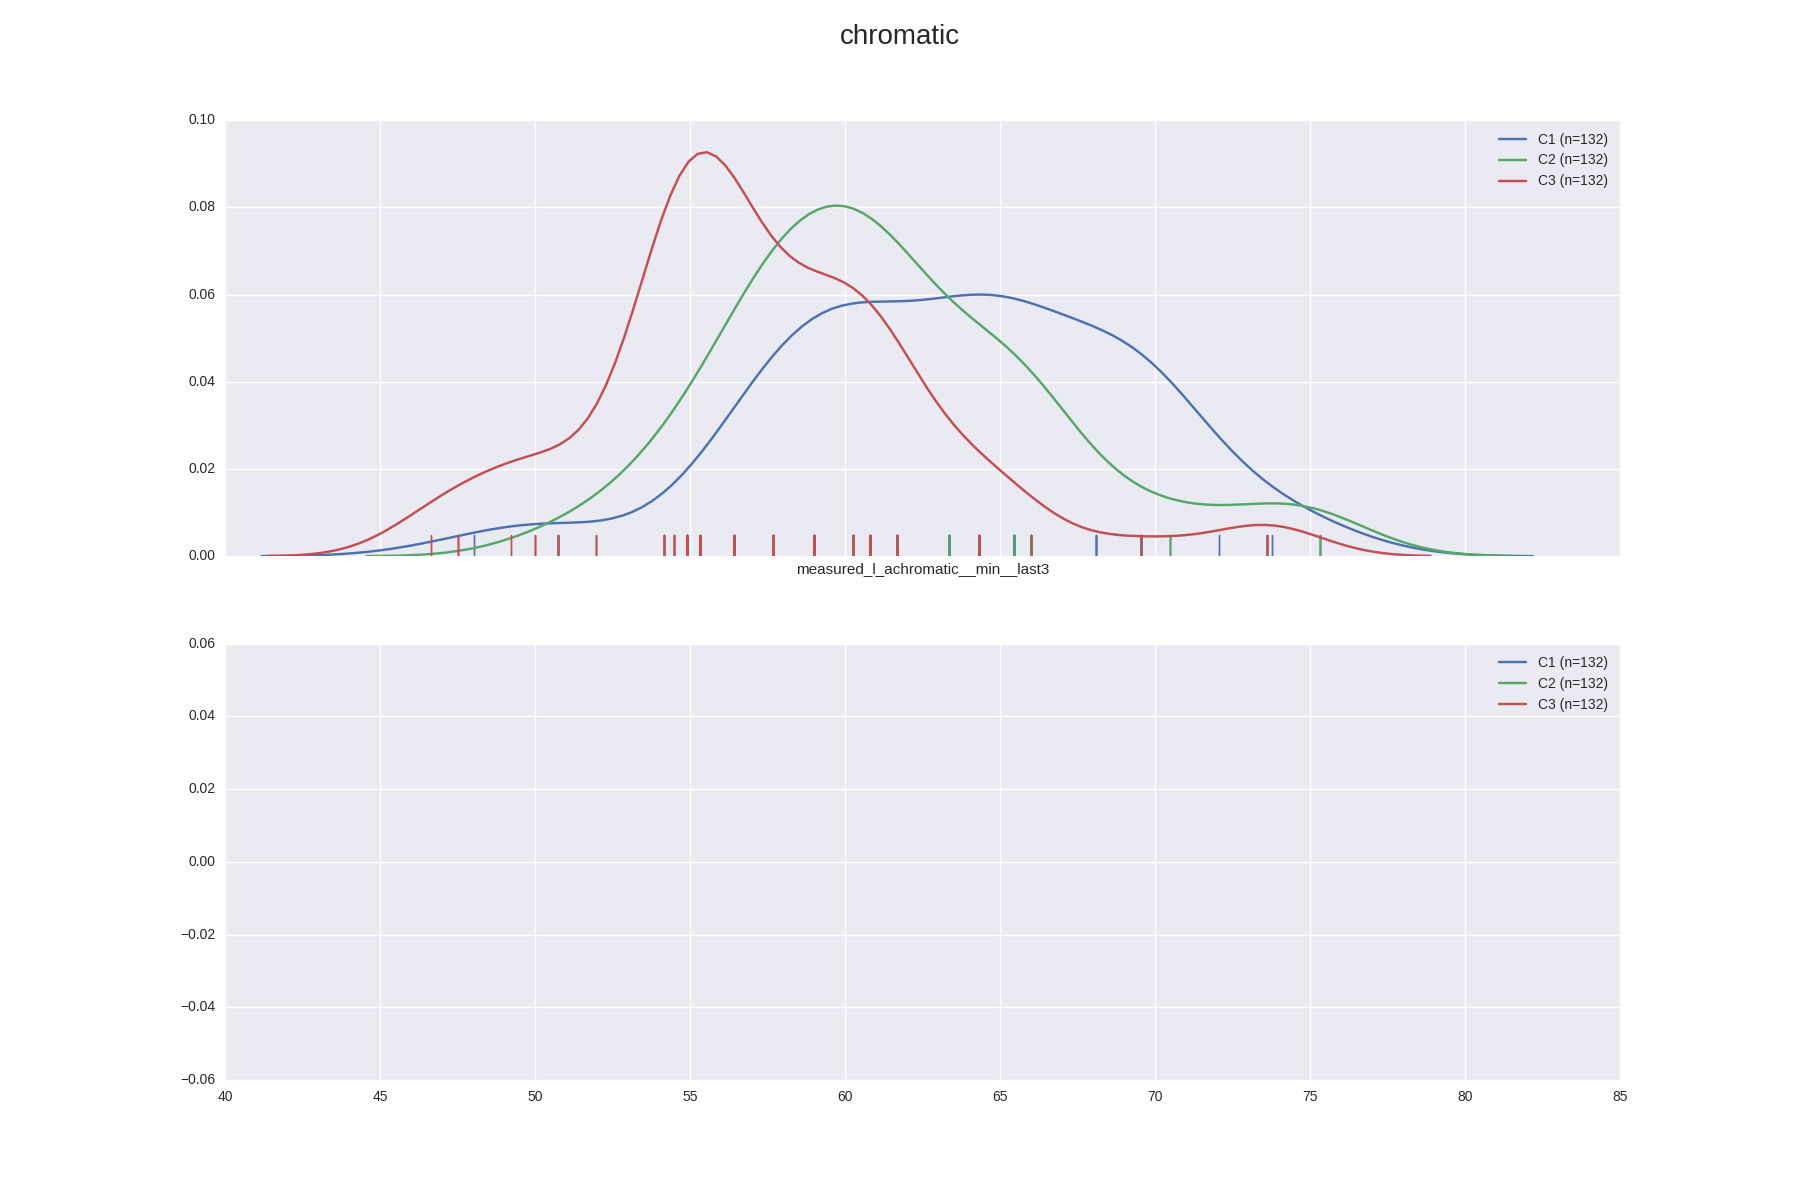 chromatic
0.10
0.08
0.06
0.04
0.02
0.00
C1 (n=132)
C2 (n=132)
C3 (n=132)
measured_l_achromatic__min__last3
0.06
0.04
0.02
0.00
−0.02
−0.04
−0.06
C1 (n=132)
C2 (n=132)
C3 (n=132)
40 45 50 55 60 65 70 75 80 85